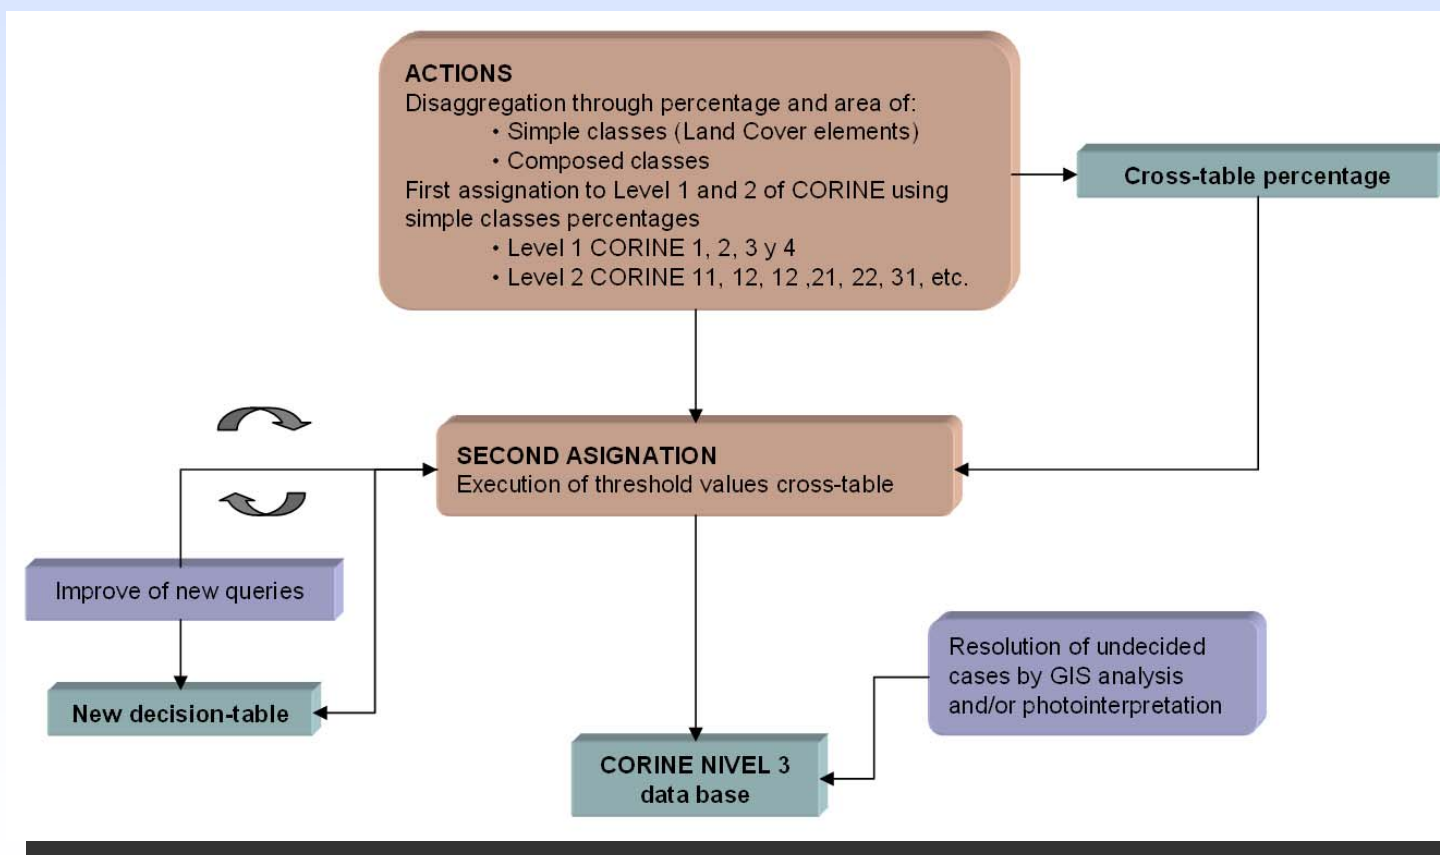 ACTIONS
Disaggregation through percentage and area of:
• Simple classes (Land Cover elements)
• Composed classes
First assignation to Level 1 and 2 of CORINE using
simple classes percentages
• Level 1 CORINE 1, 2, 3 y 4
• Level 2 CORINE 11, 12, 12 ,21, 22, 31, etc.
Cross-table percentage
SECOND ASIGNATION
Execution of threshold values cross-table
Improve of new queries
New decision-table
Resolution of undecided
cases by GIS analysis
and/or photointerpretation
CORINE NIVEL 3
data base